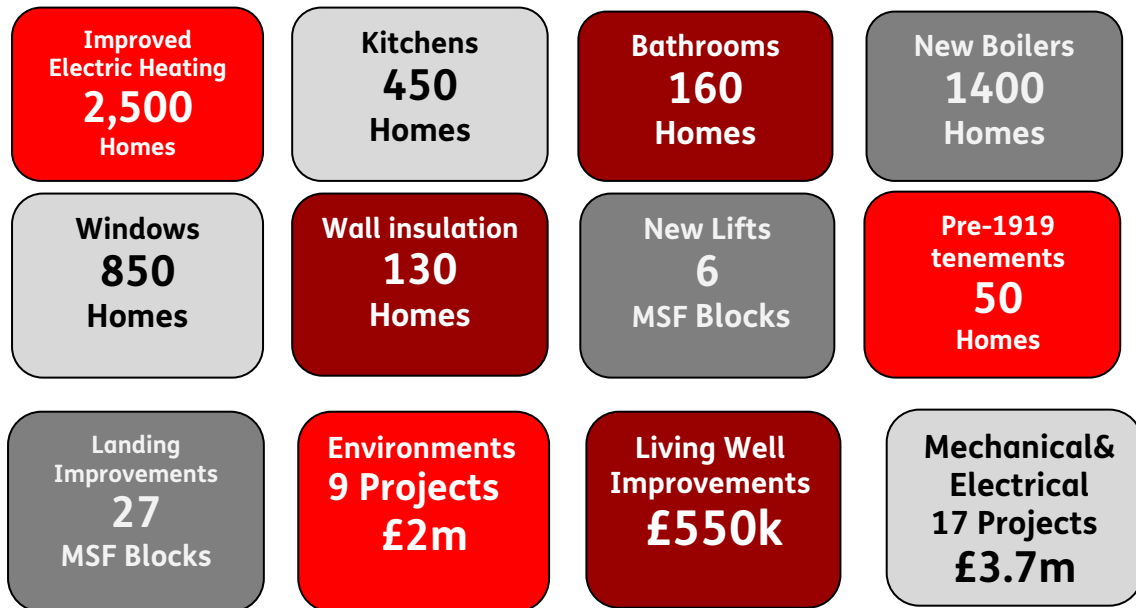 Improved
Electric Heating
2,500
Homes
Kitchens
450
Homes
Bathrooms
160
Homes
New Boilers
1400
Homes
Windows
850
Homes
Wall insulation
130
Homes
New Lifts
6
MSF Blocks
Pre-1919
tenements
50
Homes
Landing
Improvements
27
MSF Blocks
Environments
9 Projects
£2m
Living Well
Improvements
£550k
Mechanical&
Electrical
17 Projects
£3.7m